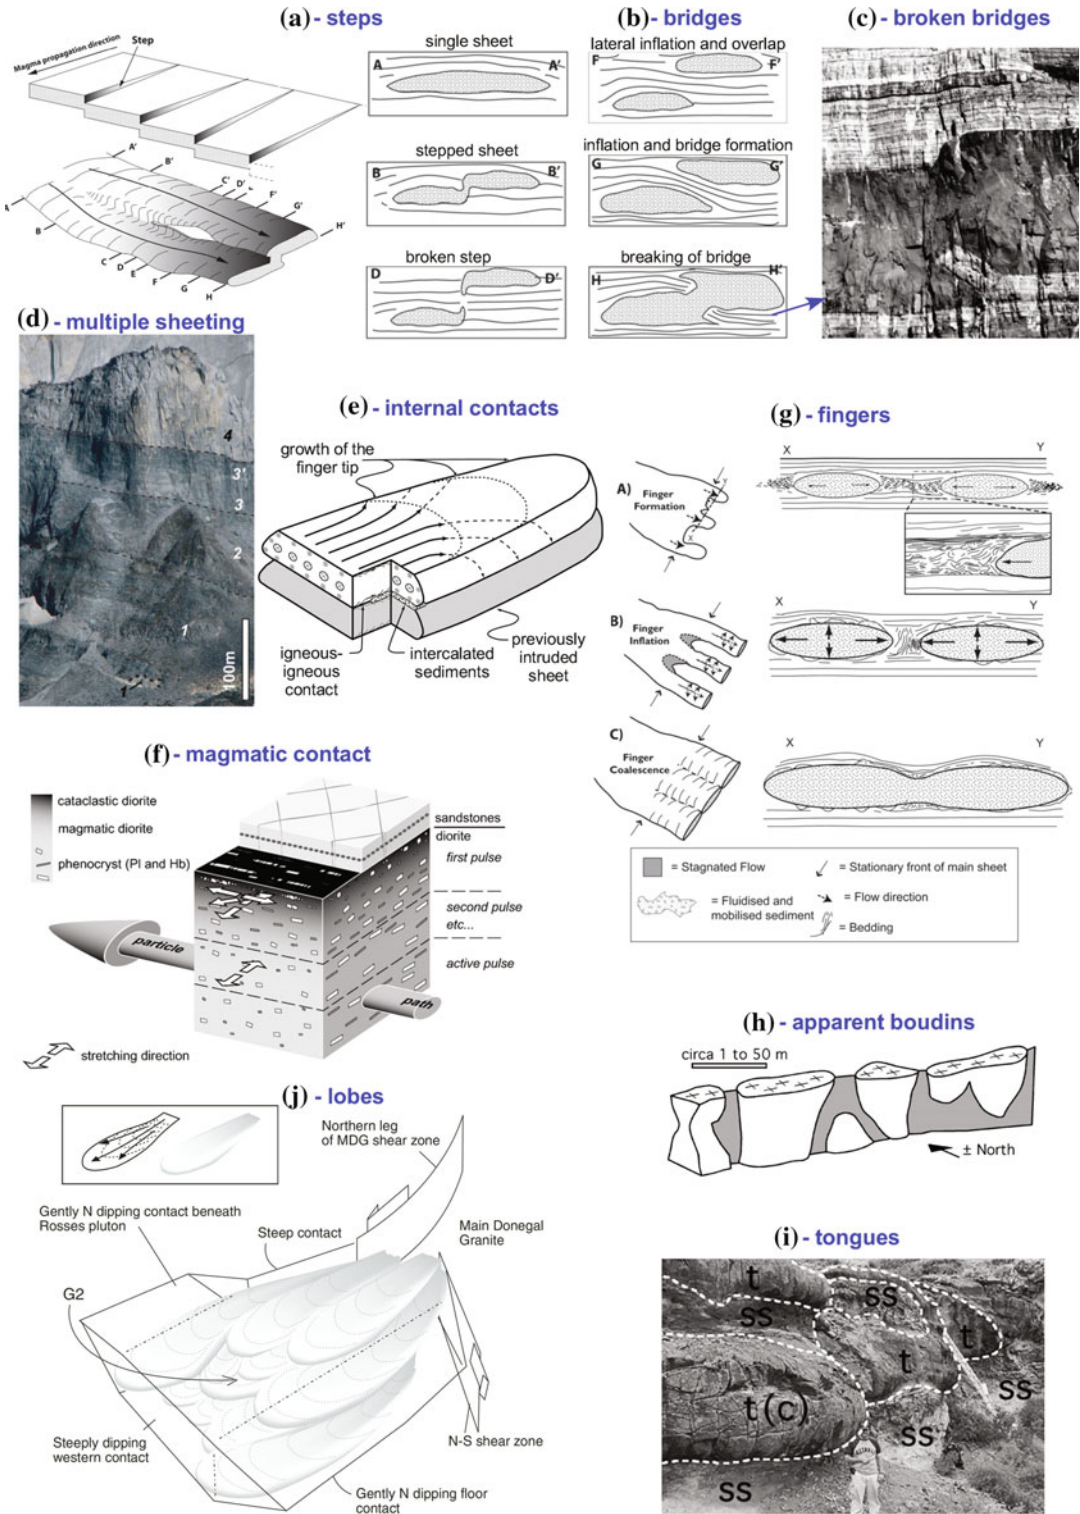 (a) - steps
(b) - bridges
(c) - broken bridges
Magma propagation direction
Step
A'
B'
C'
D'
F'
G'
H'
A
B
C
D
E
F
G
H
single sheet
A A'
stepped sheet
B B'
broken step
D D'
lateral inflation and overlap
F F'
inflation and bridge formation
G G'
breaking of bridge
H H'
(d) - multiple sheeting
4
3'
3
2
1
1'
100m
(e) - internal contacts
growth of the
finger tip
igneous-
igneous
contact
intercalated
sediments
previously
intruded
sheet
(f) - magmatic contact
cataclastic diorite
magmatic diorite
phenocryst (Pl and Hb)
sandstones
diorite
first pulse
second pulse
etc...
active pulse
particle
path
stretching direction
(g) - fingers
A)
Finger
Formation
X
Y
X Y
B)
Finger
Inflation
X Y
C)
Finger
Coalescence
X Y
= Stagnated Flow
= Stationary front of main sheet
= Fluidised and
mobilised sediment
= Flow direction
= Bedding
(h) - apparent boudins
circa 1 to 50 m
± North
(i) - tongues
t
ss
ss
t
t
t(c)
ss
ss
ss
(j) - lobes
Northern leg
of MDG shear zone
Gently N dipping contact beneath
Rosses pluton
Steep contact
Main Donegal
Granite
G2
Steeply dipping
western contact
N-S shear zone
Gently N dipping floor
contact